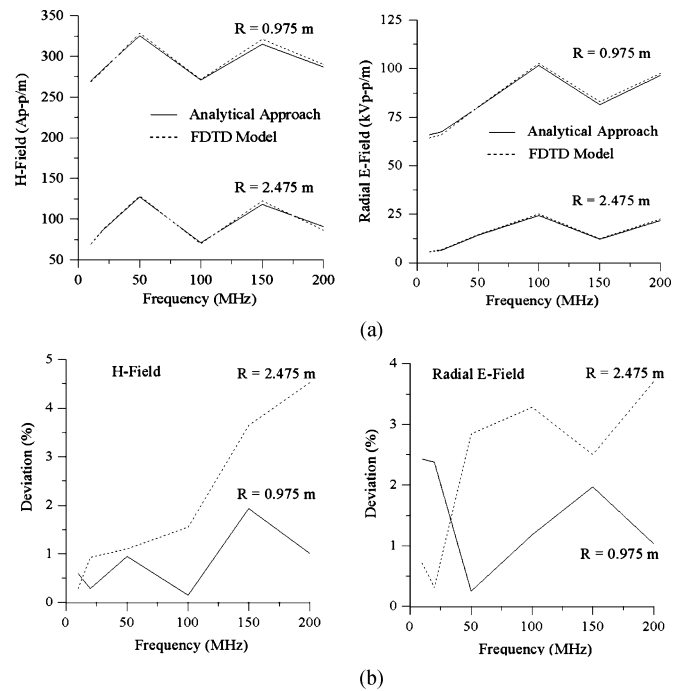 350
300
250
200
150
100
50
H-Field (Ap-p/m)
R = 0.975 m
Analytical Approach
FDTD Model
R = 2.475 m
0 50 100 150 200
Frequency (MHz)
125
100
75
50
25
0
Radial E-Field (kVp-p/m)
R = 0.975 m
Analytical Approach
FDTD Model
R = 2.475 m
0 50 100 150 200
Frequency (MHz)
(a)
5
4
3
2
1
0
Deviation (%)
H-Field
R = 2.475 m
R = 0.975 m
0 50 100 150 200
Frequency (MHz)
4
3
2
1
0
Deviation (%)
Radial E-Field
R = 2.475 m
R = 0.975 m
0 50 100 150 200
Frequency (MHz)
(b)